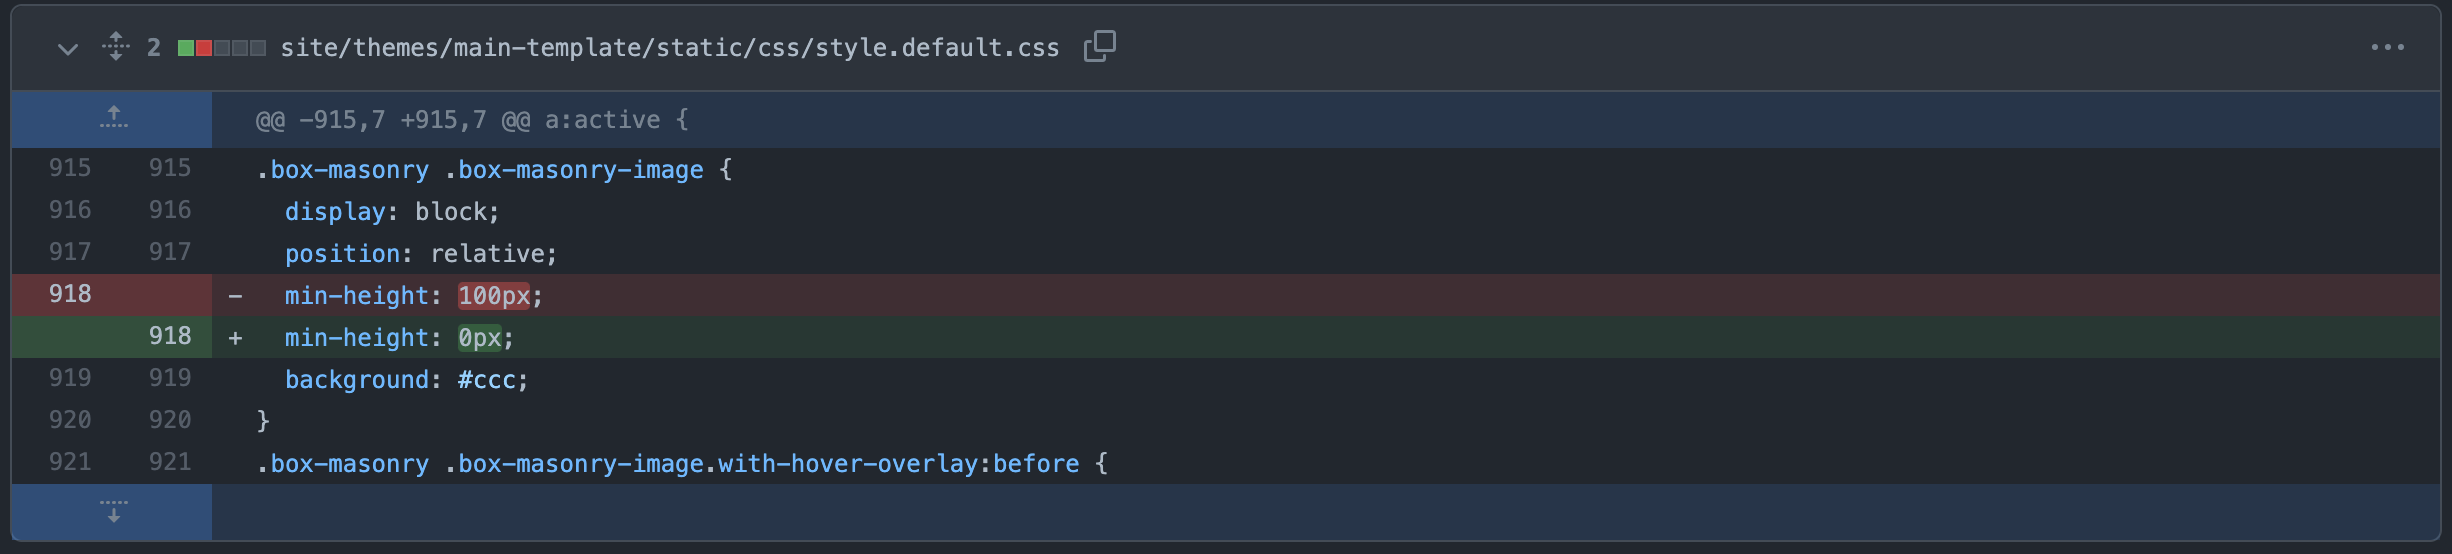 2 site/themes/main-template/static/css/style.default.css
@@ -915,7 +915,7 @@ a:active {
915 915 .box-masonry .box-masonry-image {
916 916 display: block;
917 917 position: relative;
918 - min-height: 100px;
918 + min-height: 0px;
919 919 background: #ccc;
920 920 }
921 921 .box-masonry .box-masonry-image.with-hover-overlay:before {